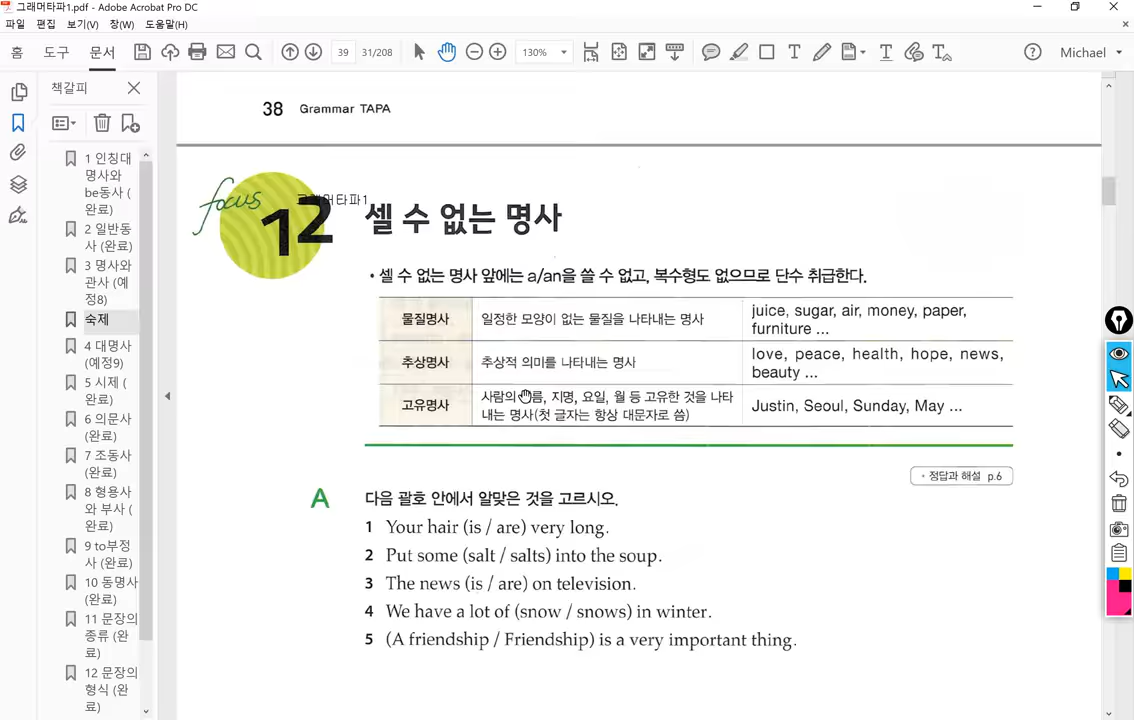 그래머타파1.pdf - Adobe Acrobat Pro DC
파일 편집 보기(V) 창(W) 도움말(H)
홈 도구 문서 39 31/208 130% Michael
책갈피
1 인칭대
명사와
be동사 (
완료)
2 일반동
사 (완료)
3 명사와
관사 (예
정8)
숙제
4 대명사
(예정9)
5 시제 (
완료)
6 의문사
(완료)
7 조동사
(완료)
8 형용사
와 부사 (
완료)
9 to부정
사 (완료)
10 동명사
(완료)
11 문장의
종류 (완
료)
12 문장의
형식 (완
료)
38 Grammar TAPA
focus
그래머타파1
12 셀 수 없는 명사
• 셀 수 없는 명사 앞에는 a/an을 쓸 수 없고, 복수형도 없으므로 단수 취급한다.
물질명사 일정한 모양이 없는 물질을 나타내는 명사 juice, sugar, air, money, paper,
furniture ...
추상명사 추상적 의미를 나타내는 명사 love, peace, health, hope, news,
beauty ...
고유명사 사람의 이름, 지명, 요일, 월 등 고유한 것을 나타
내는 명사(첫 글자는 항상 대문자로 씀) Justin, Seoul, Sunday, May ...
• 정답과 해설 p.6
A 다음 괄호 안에서 알맞은 것을 고르시오.
1 Your hair (is / are) very long.
2 Put some (salt / salts) into the soup.
3 The news (is / are) on television.
4 We have a lot of (snow / snows) in winter.
5 (A friendship / Friendship) is a very important thing.